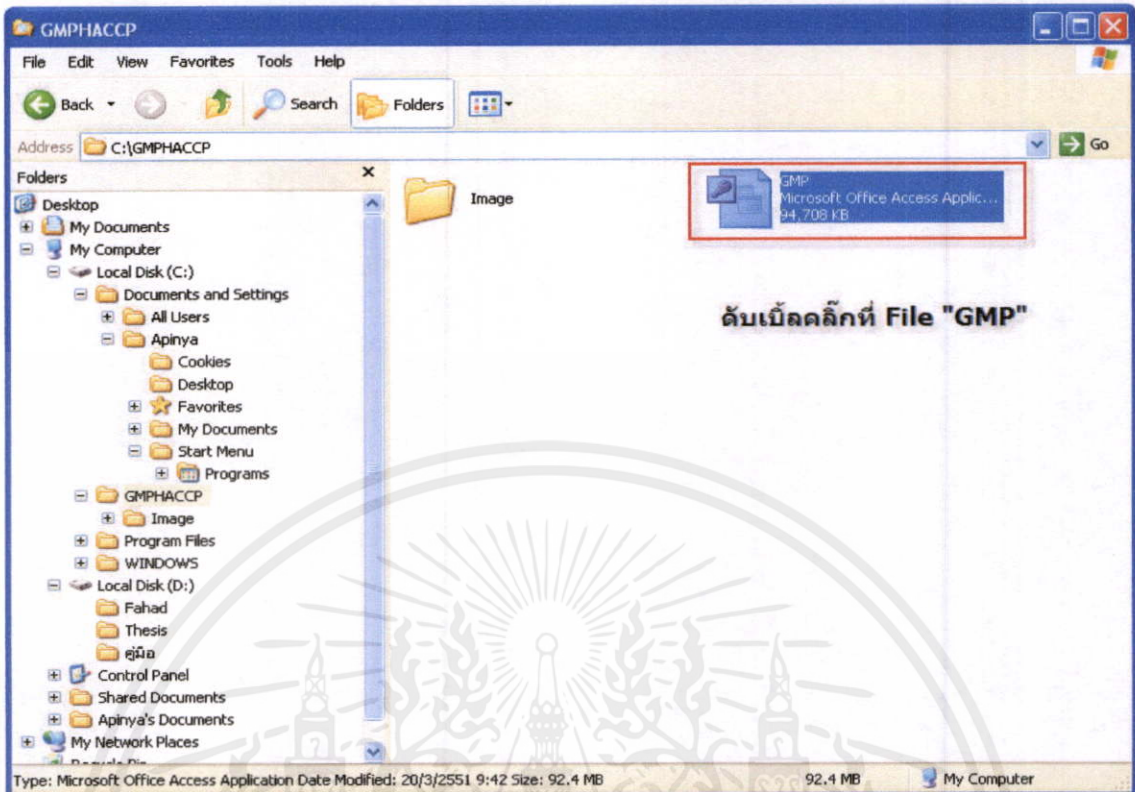 GMPHACCP
File Edit View Favorites Tools Help
Back Search Folders
Address C:\GMPHACCP Go
Folders
Desktop
My Documents
My Computer
Local Disk (C:)
Documents and Settings
All Users
Apinya
Cookies
Desktop
Favorites
My Documents
Start Menu
Programs
GMPHACCP
Image
Program Files
WINDOWS
Local Disk (D:)
Fahad
Thesis
คู่มือ
Control Panel
Shared Documents
Apinya's Documents
My Network Places
Recycle Bin
Image
GMP
Microsoft Office Access Applic...
94,708 KB
ดับเบิ้ลคลิ๊กที่ File "GMP"
Type: Microsoft Office Access Application Date Modified: 20/3/2551 9:42 Size: 92.4 MB 92.4 MB My Computer